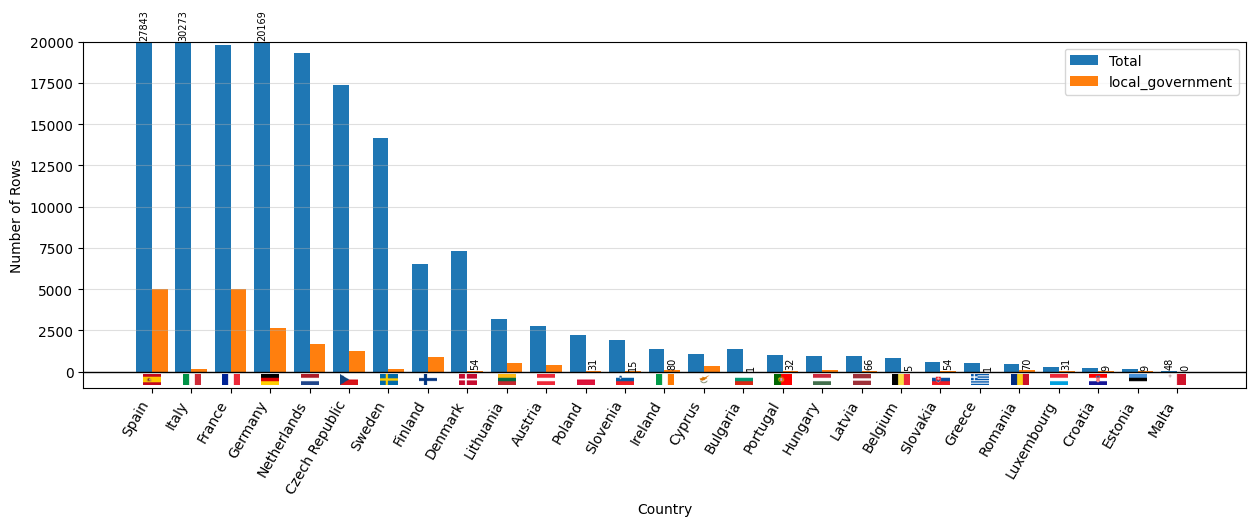 27843
30273
20169
20000
17500
15000
12500
10000
7500
5000
2500
0
Number of Rows
Total
local_government
54
31
15
80
1
32
66
5
54
1
70
31
9
9
48
0
Spain
Italy
France
Germany
Netherlands
Czech Republic
Sweden
Finland
Denmark
Lithuania
Austria
Poland
Slovenia
Ireland
Cyprus
Bulgaria
Portugal
Hungary
Latvia
Belgium
Slovakia
Greece
Romania
Luxembourg
Croatia
Estonia
Malta
Country